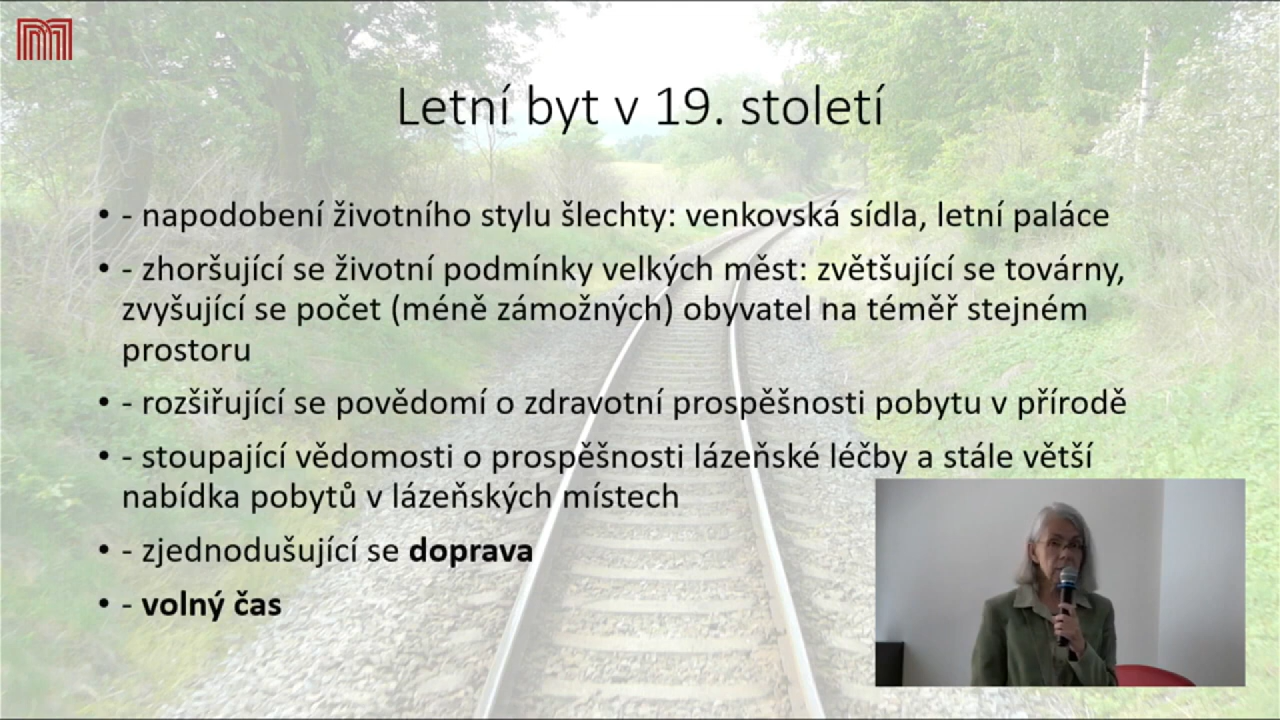 Letní byt v 19. století
• - napodobení životního stylu šlechty: venkovská sídla, letní paláce
• - zhoršující se životní podmínky velkých měst: zvětšující se továrny,
zvyšující se počet (méně zámožných) obyvatel na téměř stejném
prostoru
• - rozšiřující se povědomí o zdravotní prospěšnosti pobytu v přírodě
• - stoupající vědomosti o prospěšnosti lázeňské léčby a stále větší
nabídka pobytů v lázeňských místech
• - zjednodušující se doprava
• - volný čas